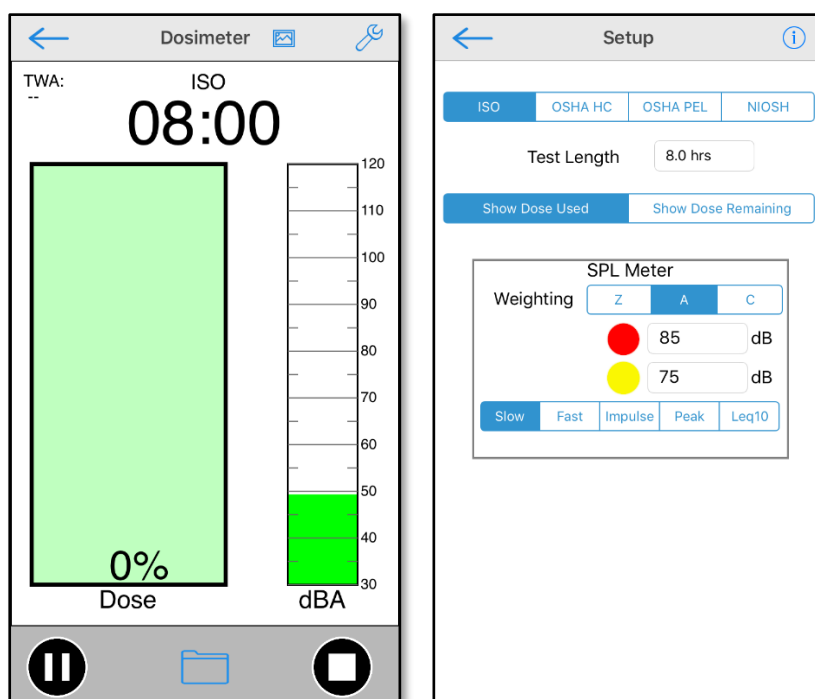 Dosimeter
TWA:
--
ISO
08:00
120
110
100
90
80
70
60
50
40
30
0%
Dose
dBA
Setup
i
ISO OSHA HC OSHA PEL NIOSH
Test Length 8.0 hrs
Show Dose Used Show Dose Remaining
SPL Meter
Weighting Z A C
85 dB
75 dB
Slow Fast Impulse Peak Leq10